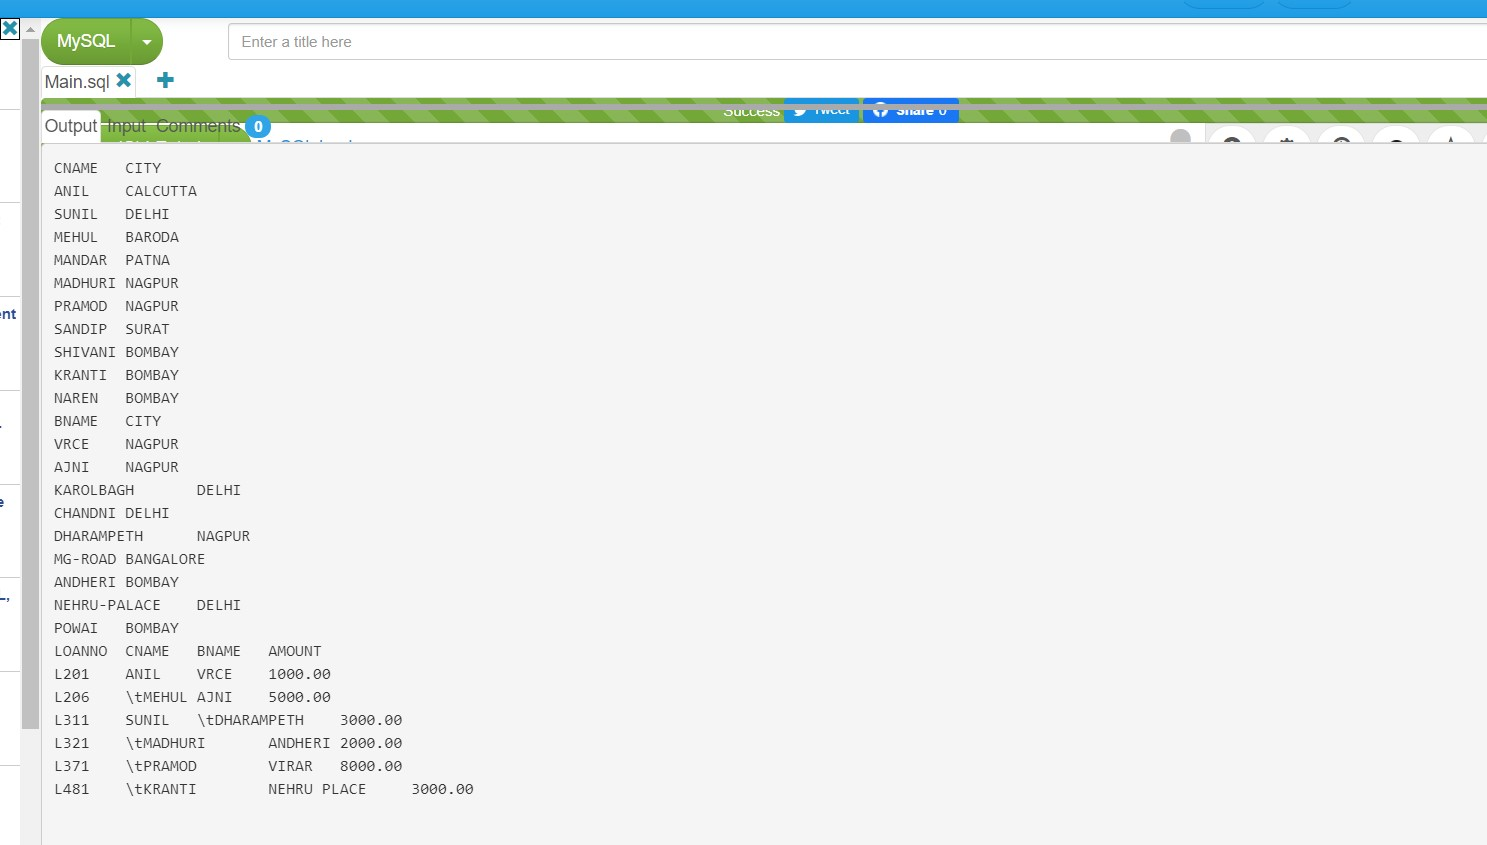 MySQL
Enter a title here
Main.sql
Success Tweet Share 0
Output Input Comments 0
ent
CNAME CITY
ANIL CALCUTTA
SUNIL DELHI
MEHUL BARODA
MANDAR PATNA
MADHURI NAGPUR
PRAMOD NAGPUR
SANDIP SURAT
SHIVANI BOMBAY
KRANTI BOMBAY
NAREN BOMBAY
BNAME CITY
VRCE NAGPUR
AJNI NAGPUR
KAROLBAGH DELHI
CHANDNI DELHI
DHARAMPETH NAGPUR
MG-ROAD BANGALORE
ANDHERI BOMBAY
NEHRU-PALACE DELHI
POWAI BOMBAY
LOANNO CNAME BNAME AMOUNT
L201 ANIL VRCE 1000.00
L206 \tMEHUL AJNI 5000.00
L311 SUNIL \tDHARAMPETH 3000.00
L321 \tMADHURI ANDHERI 2000.00
L371 \tPRAMOD VIRAR 8000.00
L481 \tKRANTI NEHRU PLACE 3000.00